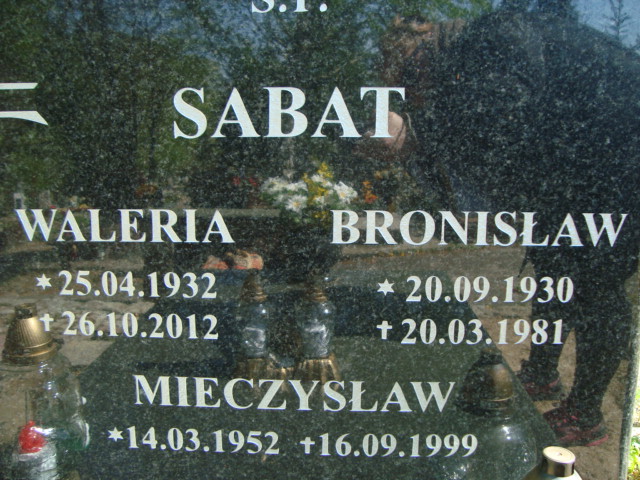 Ś.P.
SABAT
WALERIA BRONISŁAW
✶25.04.1932 ✶20.09.1930
✝26.10.2012 ✝20.03.1981
MIECZYSŁAW
✶14.03.1952 ✝16.09.1999